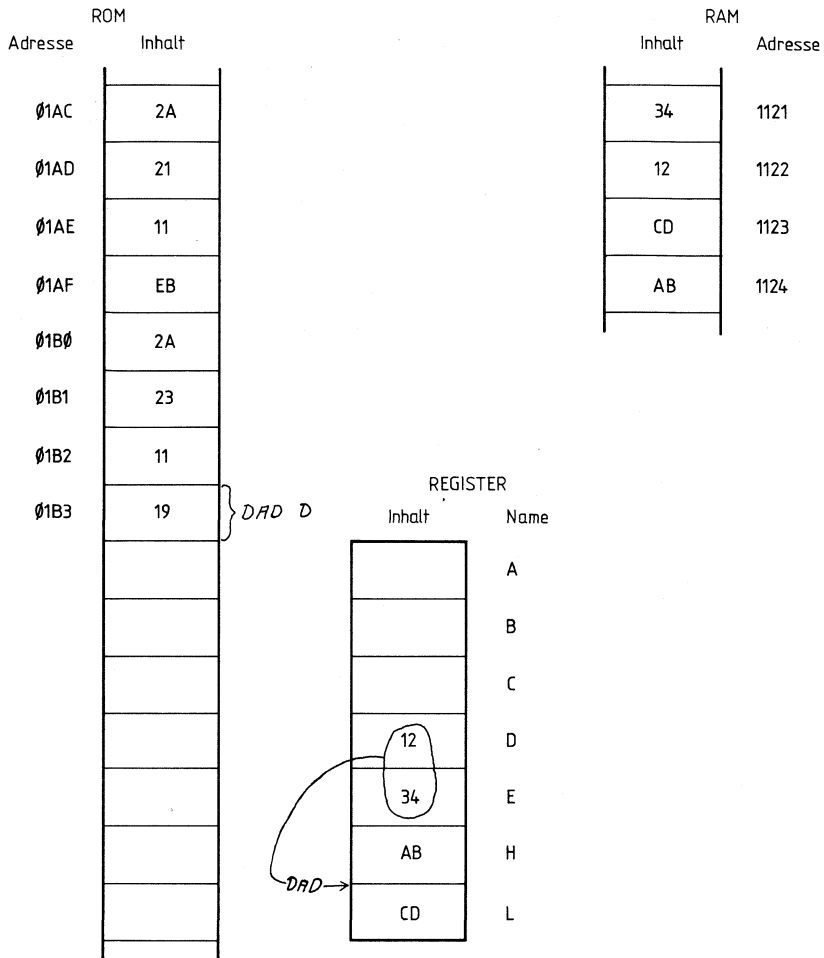 ROM
Adresse Inhalt
Ø1AC 2A
Ø1AD 21
Ø1AE 11
Ø1AF EB
Ø1BØ 2A
Ø1B1 23
Ø1B2 11
Ø1B3 19 DAD D
RAM
Inhalt Adresse
34 1121
12 1122
CD 1123
AB 1124
REGISTER
Inhalt Name
A
B
C
12 D
34 E
AB H
DAD
CD L